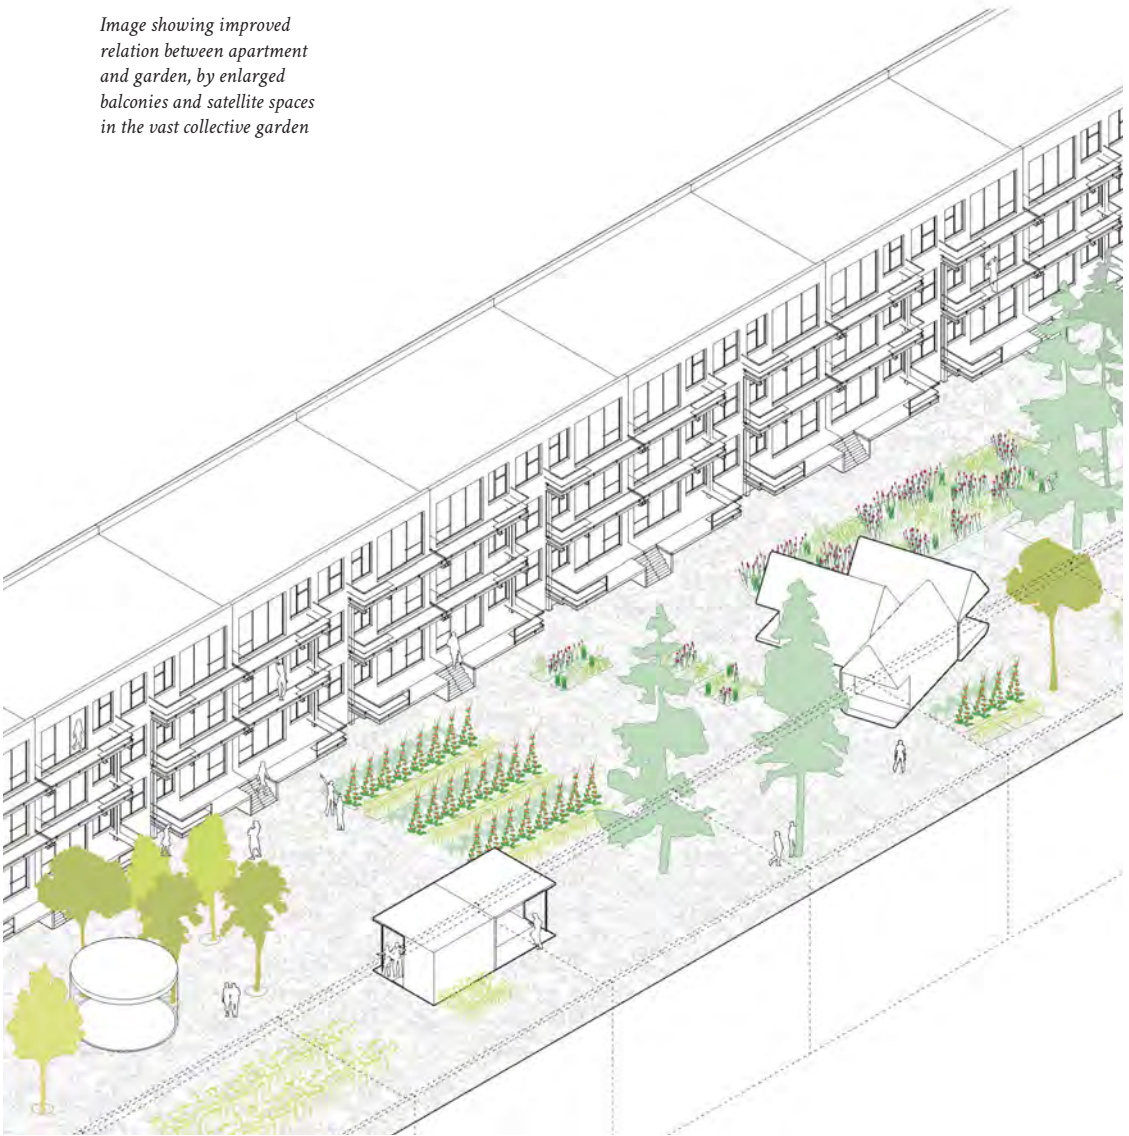 Image showing improved
relation between apartment
and garden, by enlarged
balconies and satellite spaces
in the vast collective garden